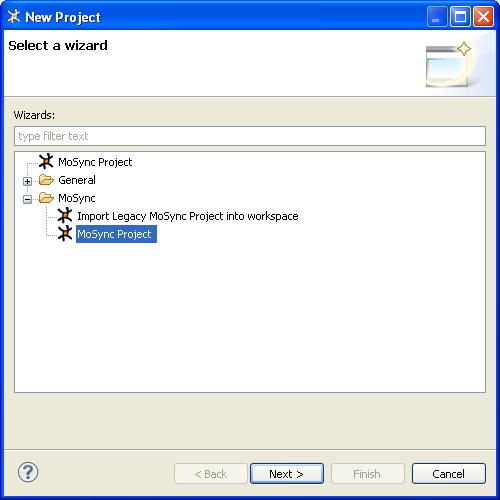 New Project
Select a wizard
Wizards:
type filter text
MoSync Project
General
MoSync
Import Legacy MoSync Project into workspace
MoSync Project
? < Back Next > Finish Cancel